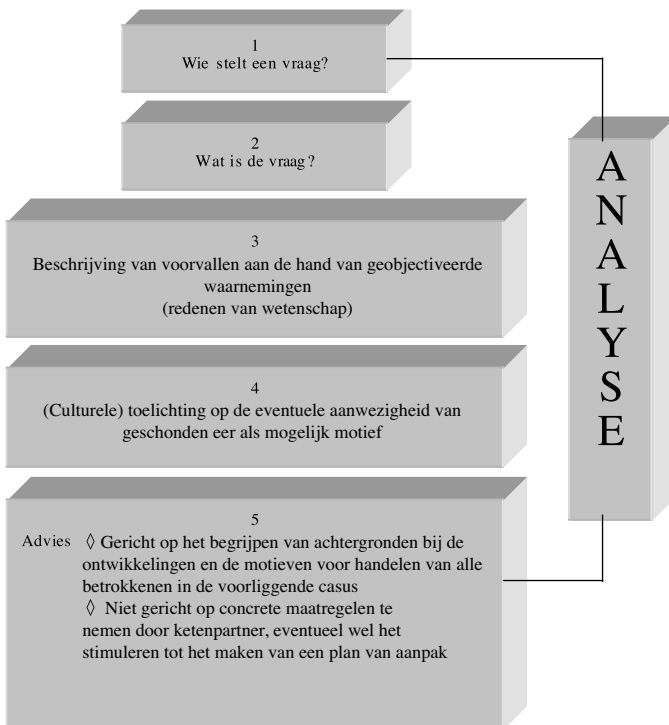 1
Wie stelt een vraag?
2
Wat is de vraag?
3
Beschrijving van voorvallen aan de hand van geobjectiveerde
waarnemingen
(redenen van wetenschap)
4
(Culturele) toelichting op de eventuele aanwezigheid van
geschonden eer als mogelijk motief
5
Advies ◊ Gericht op het begrijpen van achtergronden bij de
ontwikkelingen en de motieven voor handelen van alle
betrokkenen in de voorliggende casus
◊ Niet gericht op concrete maatregelen te
nemen door ketenpartner, eventueel wel het
stimuleren tot het maken van een plan van aanpak
A
N
A
L
Y
S
E